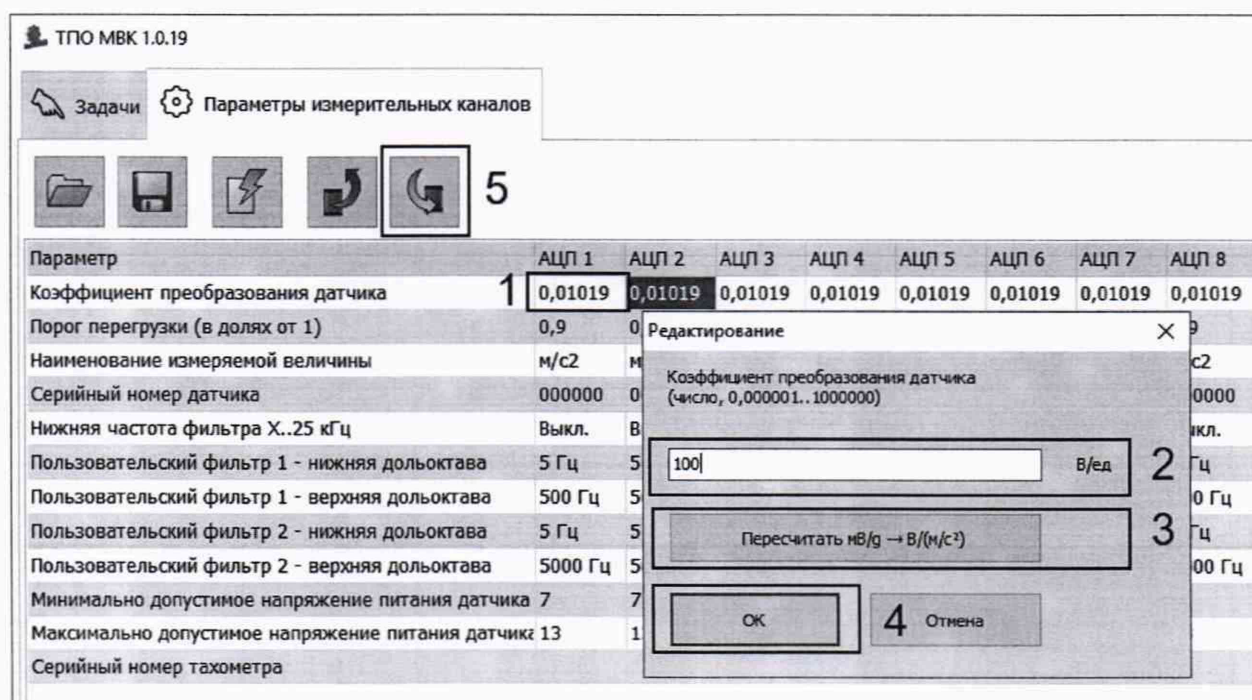 ТПО МВК 1.0.19
Задачи Параметры измерительных каналов
5
Параметр АЦП 1 АЦП 2 АЦП 3 АЦП 4 АЦП 5 АЦП 6 АЦП 7 АЦП 8
Коэффициент преобразования датчика 1 0,01019 0,01019 0,01019 0,01019 0,01019 0,01019 0,01019 0,01019
Порог перегрузки (в долях от 1) 0,9
Наименование измеряемой величины м/с2
Серийный номер датчика 000000
Нижняя частота фильтра X..25 кГц Выкл.
Пользовательский фильтр 1 - нижняя дольоктава 5 Гц
Пользовательский фильтр 1 - верхняя дольоктава 500 Гц
Пользовательский фильтр 2 - нижняя дольоктава 5 Гц
Пользовательский фильтр 2 - верхняя дольоктава 5000 Гц
Минимально допустимое напряжение питания датчика 7
Максимально допустимое напряжение питания датчика 13
Серийный номер тахометра
Редактирование
Коэффициент преобразования датчика
(число, 0,000001..1000000)
100 В/ед 2
Пересчитать мВ/g → В/(м/с²) 3
ОК 4 Отмена